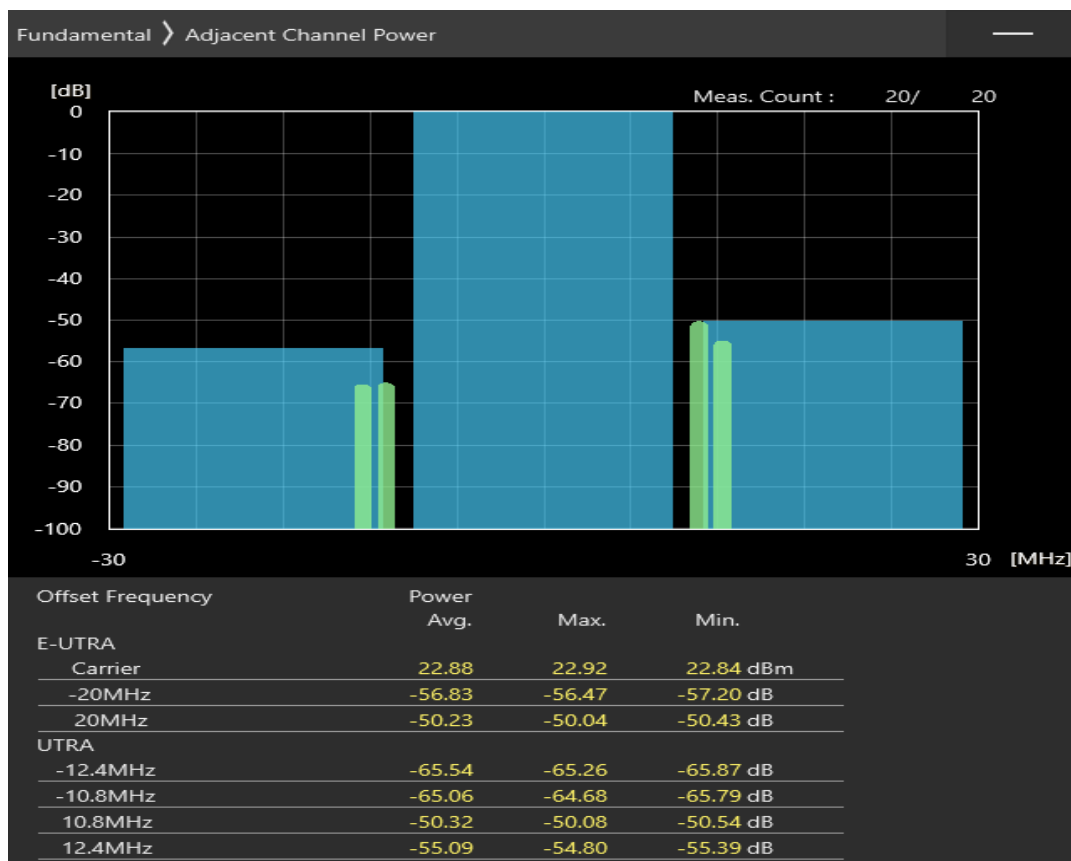 Fundamental ❭ Adjacent Channel Power
[dB]
Meas. Count : 20/ 20
0
-10
-20
-30
-40
-50
-60
-70
-80
-90
-100
-30 30 [MHz]
Offset Frequency Power
Avg. Max. Min.
E-UTRA
Carrier 22.88 22.92 22.84 dBm
-20MHz -56.83 -56.47 -57.20 dB
20MHz -50.23 -50.04 -50.43 dB
UTRA
-12.4MHz -65.54 -65.26 -65.87 dB
-10.8MHz -65.06 -64.68 -65.79 dB
10.8MHz -50.32 -50.08 -50.54 dB
12.4MHz -55.09 -54.80 -55.39 dB